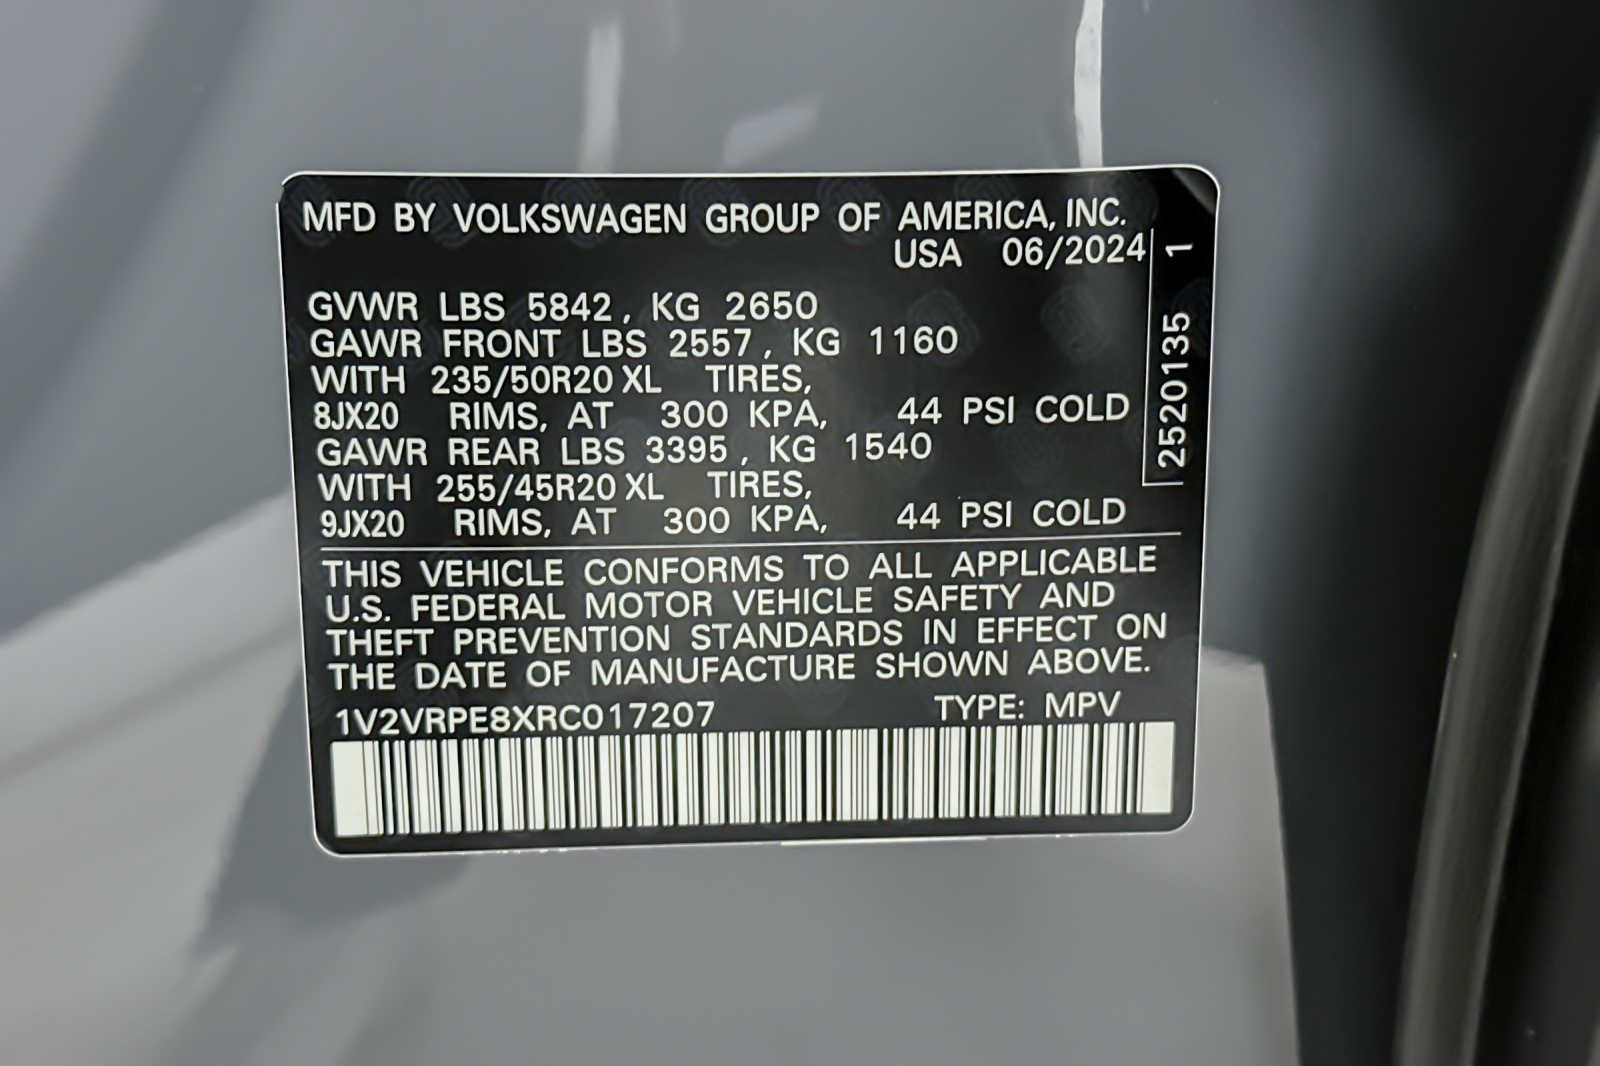 MFD BY VOLKSWAGEN GROUP OF AMERICA, INC.
USA 06/2024
GVWR LBS 5842, KG 2650
GAWR FRONT LBS 2557, KG 1160
WITH 235/50R20 XL TIRES,
8JX20 RIMS, AT 300 KPA, 44 PSI COLD
GAWR REAR LBS 3395, KG 1540
WITH 255/45R20 XL TIRES,
9JX20 RIMS, AT 300 KPA, 44 PSI COLD
THIS VEHICLE CONFORMS TO ALL APPLICABLE
U.S. FEDERAL MOTOR VEHICLE SAFETY AND
THEFT PREVENTION STANDARDS IN EFFECT ON
THE DATE OF MANUFACTURE SHOWN ABOVE.
1V2VRPE8XRC017207 TYPE: MPV
2520135 1